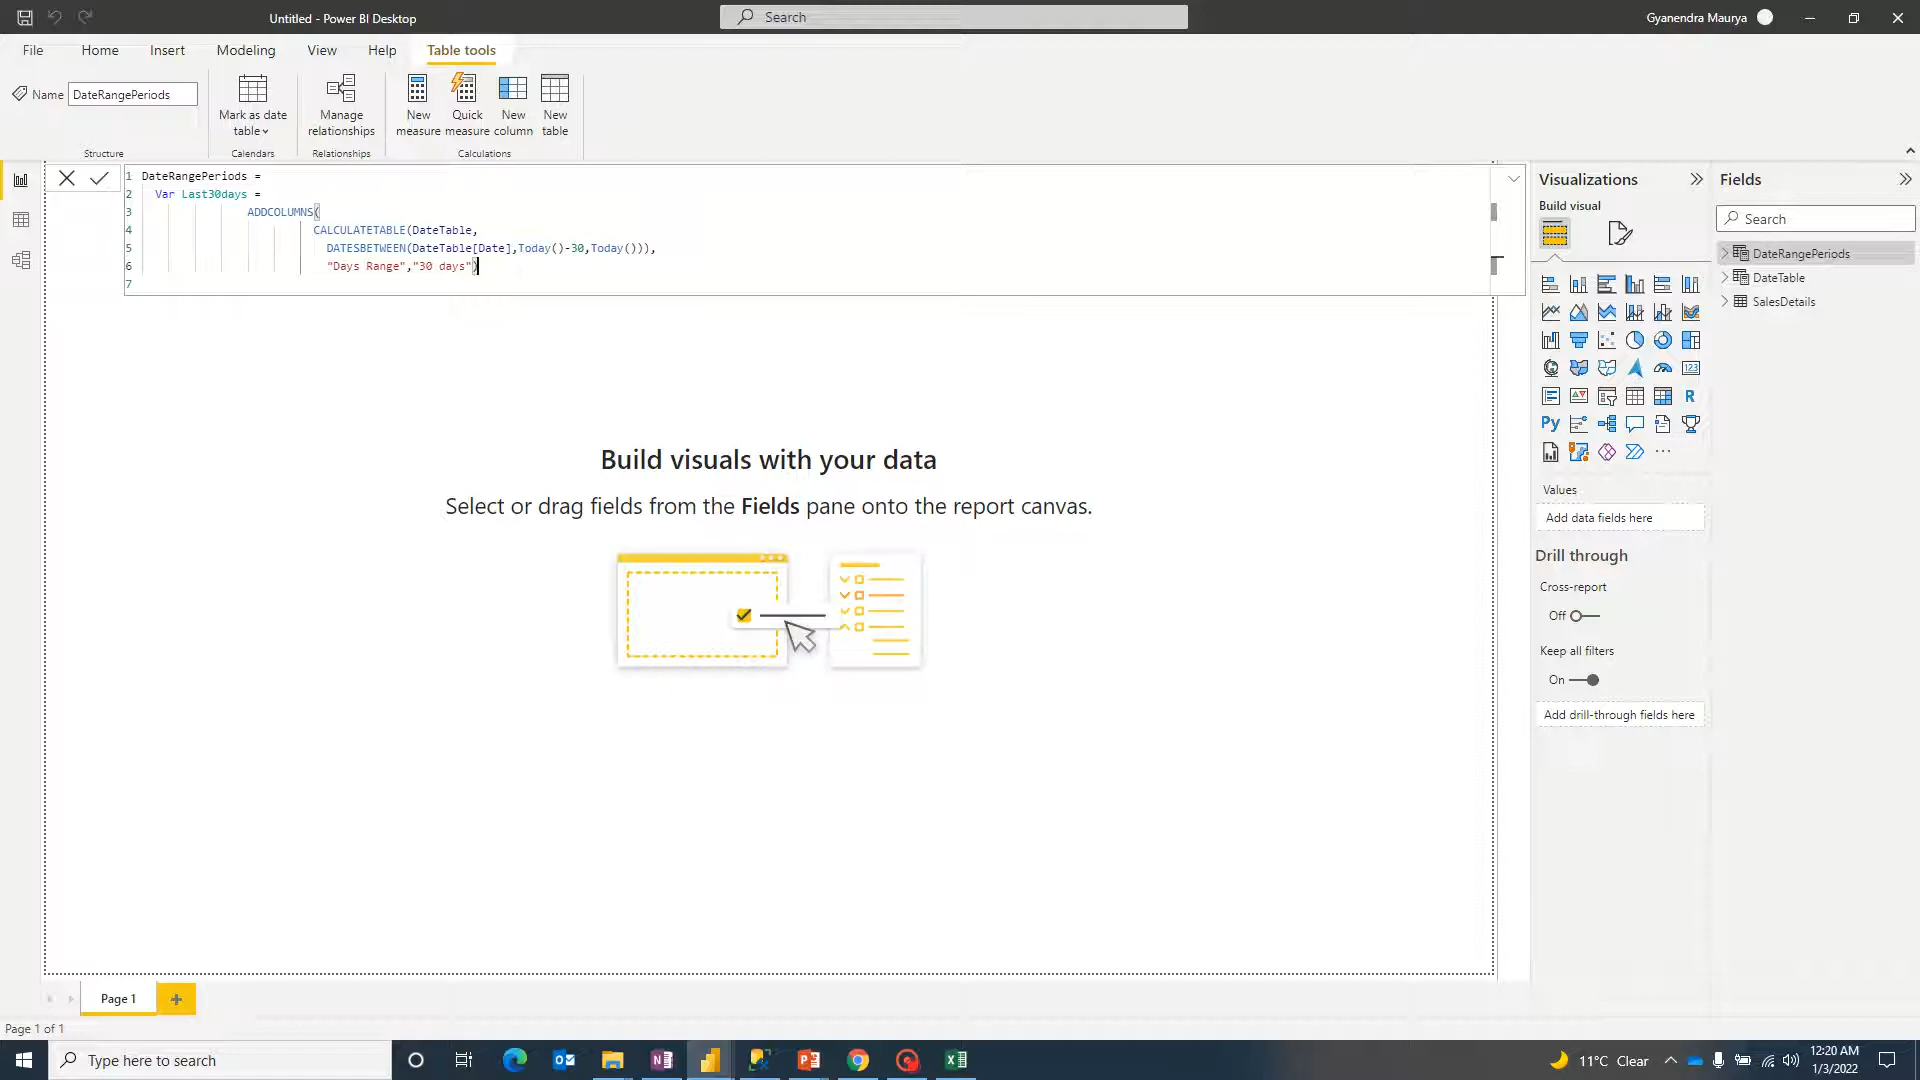 Untitled - Power BI Desktop
Search
Gyanendra Maurya
File Home Insert Modeling View Help Table tools
Name DateRangePeriods
Mark as date table
Manage relationships
New measure
Quick measure
New column
New table
Structure
Calendars
Relationships
Calculations
1 DateRangePeriods =
2 Var Last30days =
3 ADDCOLUMNS(
4 CALCULATETABLE(DateTable,
5 DATESBETWEEN(DateTable[Date],Today()-30,Today())),
6 "Days Range","30 days")
7
Build visuals with your data
Select or drag fields from the Fields pane onto the report canvas.
Visualizations
Build visual
123
R
Py
...
Values
Add data fields here
Drill through
Cross-report
Off
Keep all filters
On
Add drill-through fields here
Fields
Search
DateRangePeriods
DateTable
SalesDetails
Page 1
Page 1 of 1
Type here to search
11°C Clear
12:20 AM
1/3/2022